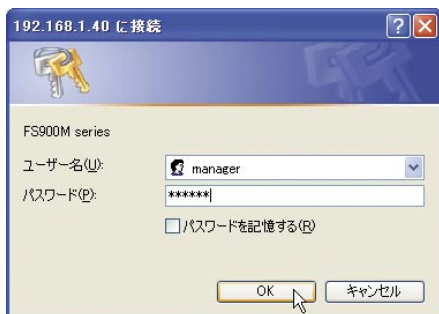 192.168.1.40 に接続
FS900M series
ユーザー名(U):
manager
パスワード(P):
******
パスワードを記憶する(R)
OK
キャンセル